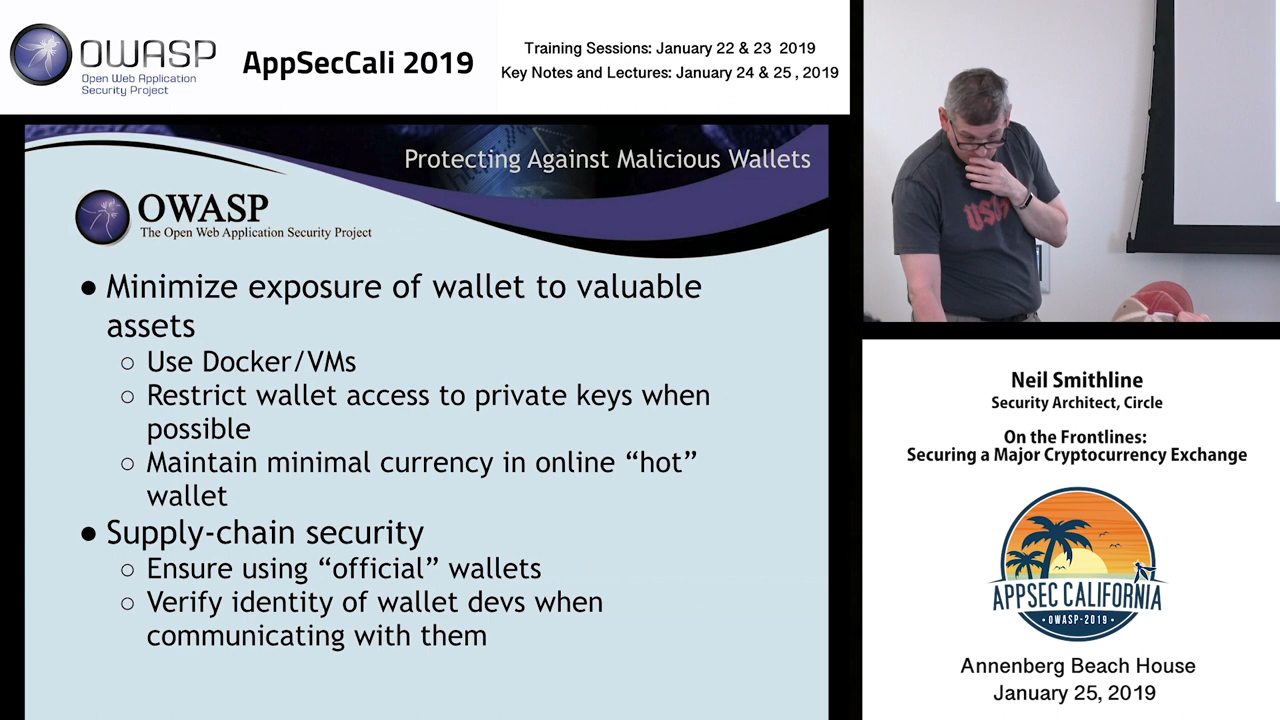 OWASP
Open Web Application
Security Project
AppSecCali 2019
Training Sessions: January 22 & 23 2019
Key Notes and Lectures: January 24 & 25, 2019
Protecting Against Malicious Wallets
OWASP
The Open Web Application Security Project
● Minimize exposure of wallet to valuable
assets
○ Use Docker/VMs
○ Restrict wallet access to private keys when
possible
○ Maintain minimal currency in online “hot”
wallet
● Supply-chain security
○ Ensure using “official” wallets
○ Verify identity of wallet devs when
communicating with them
USA
Neil Smithline
Security Architect, Circle
On the Frontlines:
Securing a Major Cryptocurrency Exchange
APPSEC CALIFORNIA
• OWASP-2019 •
Annenberg Beach House
January 25, 2019